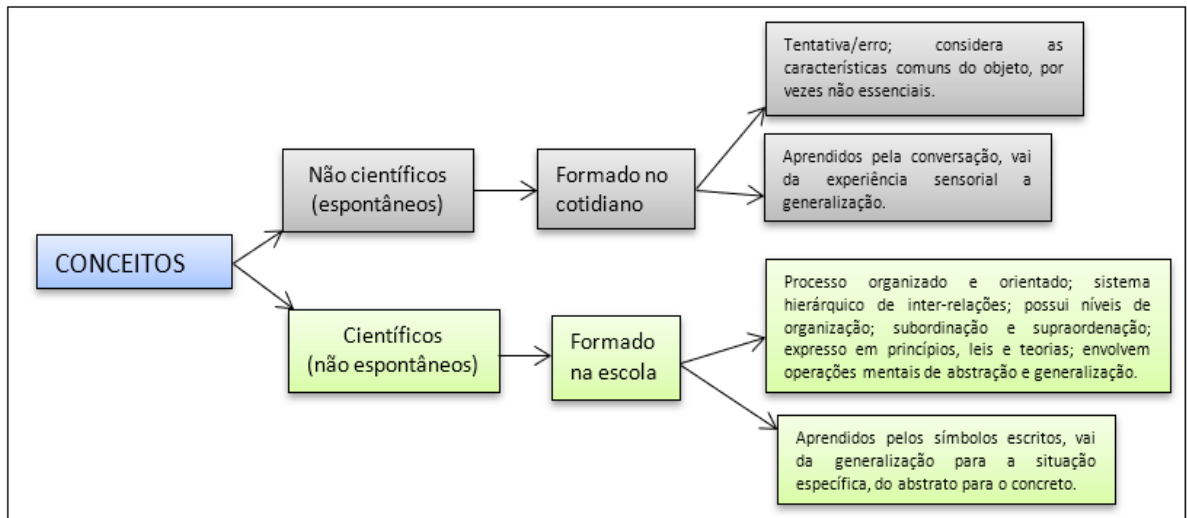 CONCEITOS
Não científicos
(espontâneos)
Formado no
cotidiano
Tentativa/erro; considera as
características comuns do objeto, por
vezes não essenciais.
Aprendidos pela conversação, vai
da experiência sensorial a
generalização.
Científicos
(não espontâneos)
Formado
na escola
Processo organizado e orientado; sistema
hierárquico de inter-relações; possui níveis de
organização; subordinação e supraordenação;
expresso em princípios, leis e teorias; envolvem
operações mentais de abstração e generalização.
Aprendidos pelos símbolos escritos, vai
da generalização para a situação
específica, do abstrato para o concreto.